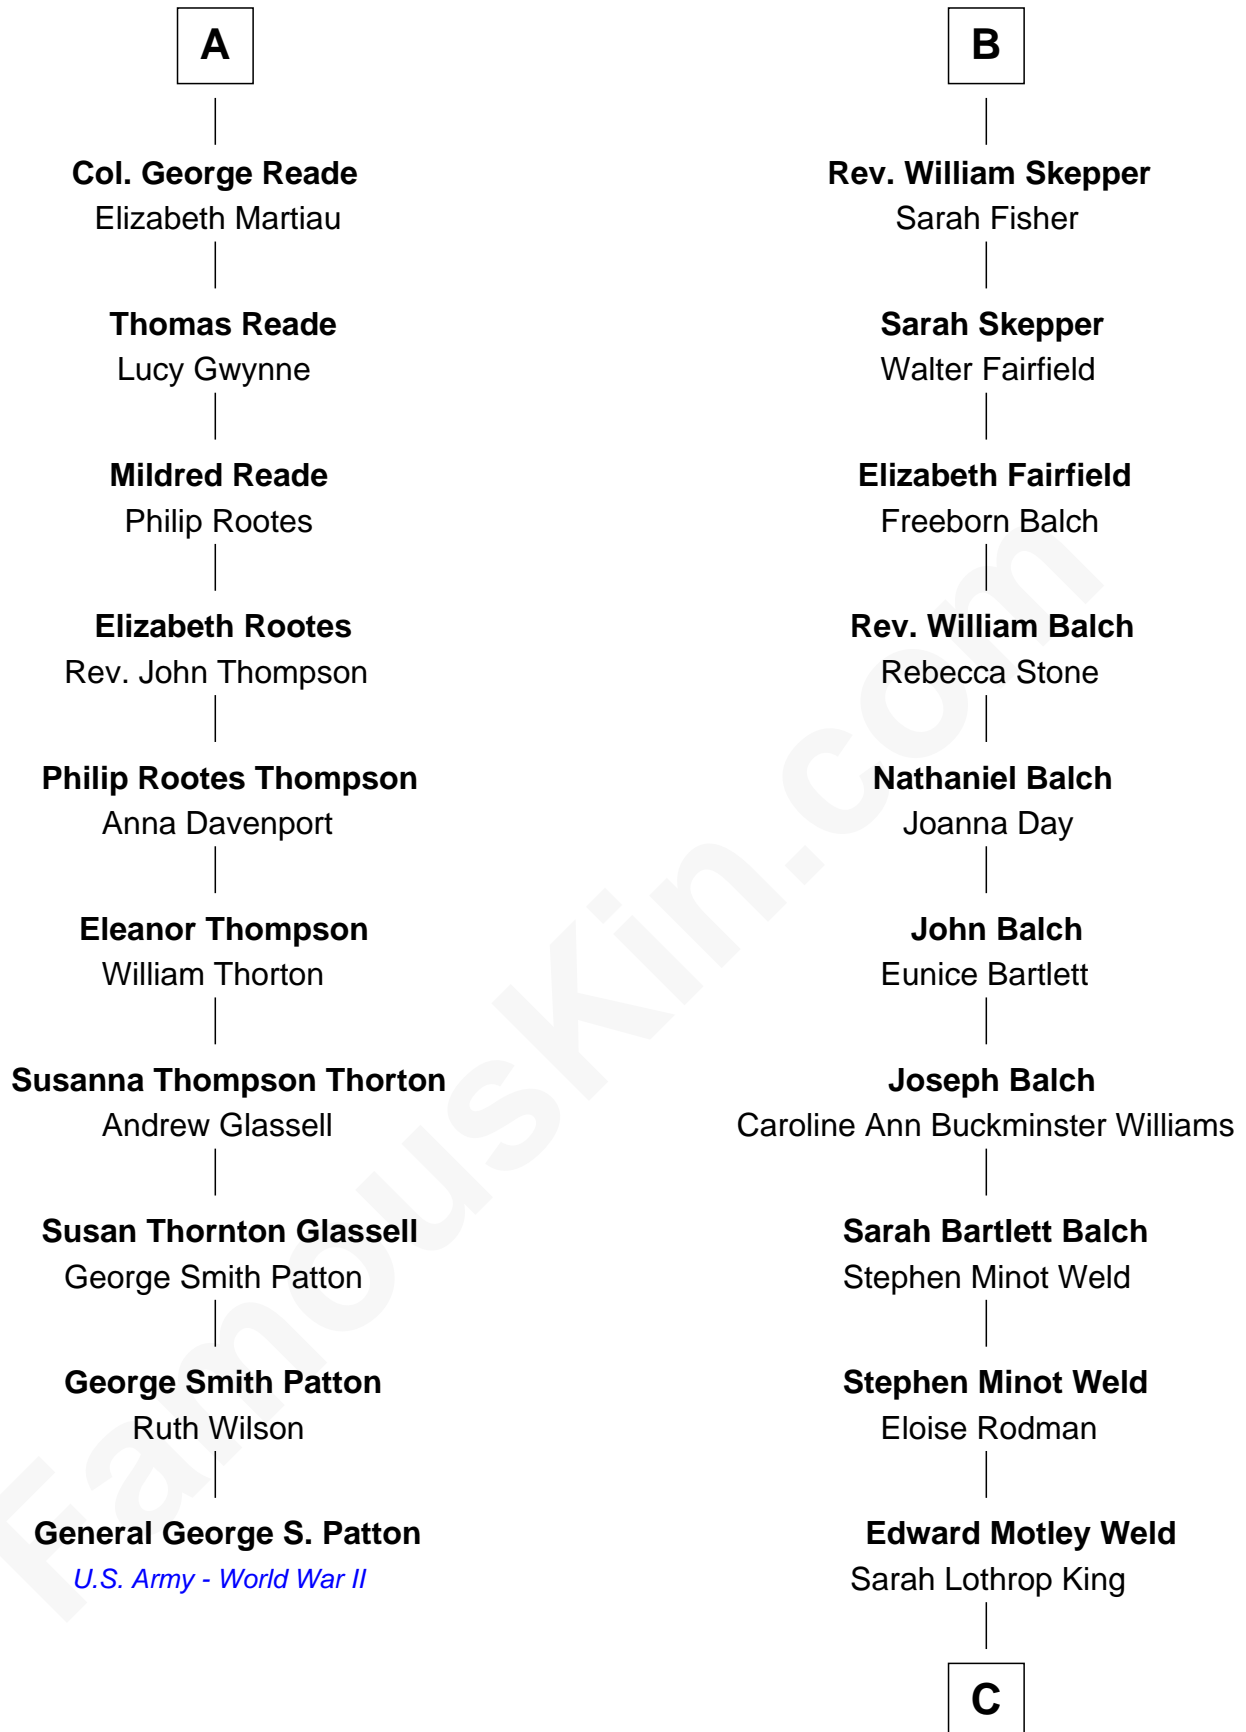 A
Col. George Reade
Elizabeth Martiau
Thomas Reade
Lucy Gwynne
Mildred Reade
Philip Rootes
Elizabeth Rootes
Rev. John Thompson
Philip Rootes Thompson
Anna Davenport
Eleanor Thompson
William Thorton
Susanna Thompson Thorton
Andrew Glassell
Susan Thornton Glassell
George Smith Patton
George Smith Patton
Ruth Wilson
General George S. Patton
U.S. Army - World War II
B
Rev. William Skepper
Sarah Fisher
Sarah Skepper
Walter Fairfield
Elizabeth Fairfield
Freeborn Balch
Rev. William Balch
Rebecca Stone
Nathaniel Balch
Joanna Day
John Balch
Eunice Bartlett
Joseph Balch
Caroline Ann Buckminster Williams
Sarah Bartlett Balch
Stephen Minot Weld
Stephen Minot Weld
Eloise Rodman
Edward Motley Weld
Sarah Lothrop King
C
FamousKin.com